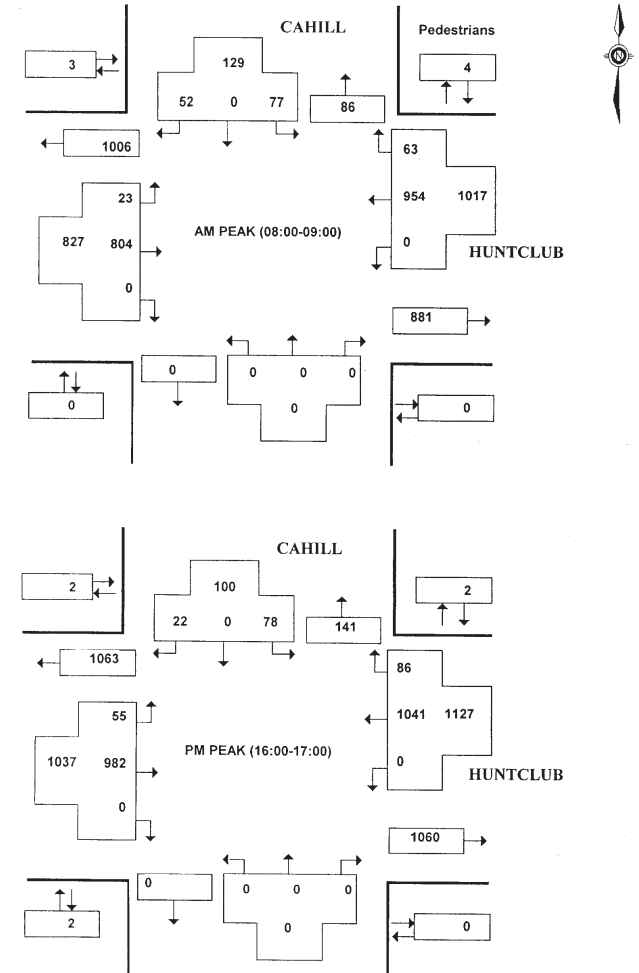 CAHILL
Pedestrians
3
129
4
52 0 77
86
N
1006
63
23
954 1017
827 804
AM PEAK (08:00-09:00)
0
0
HUNTCLUB
881
0
0 0 0
0
0
0
CAHILL
2
100
2
22 0 78
141
1063
86
55
1041 1127
1037 982
PM PEAK (16:00-17:00)
0
0
HUNTCLUB
1060
0
0 0 0
2
0
0